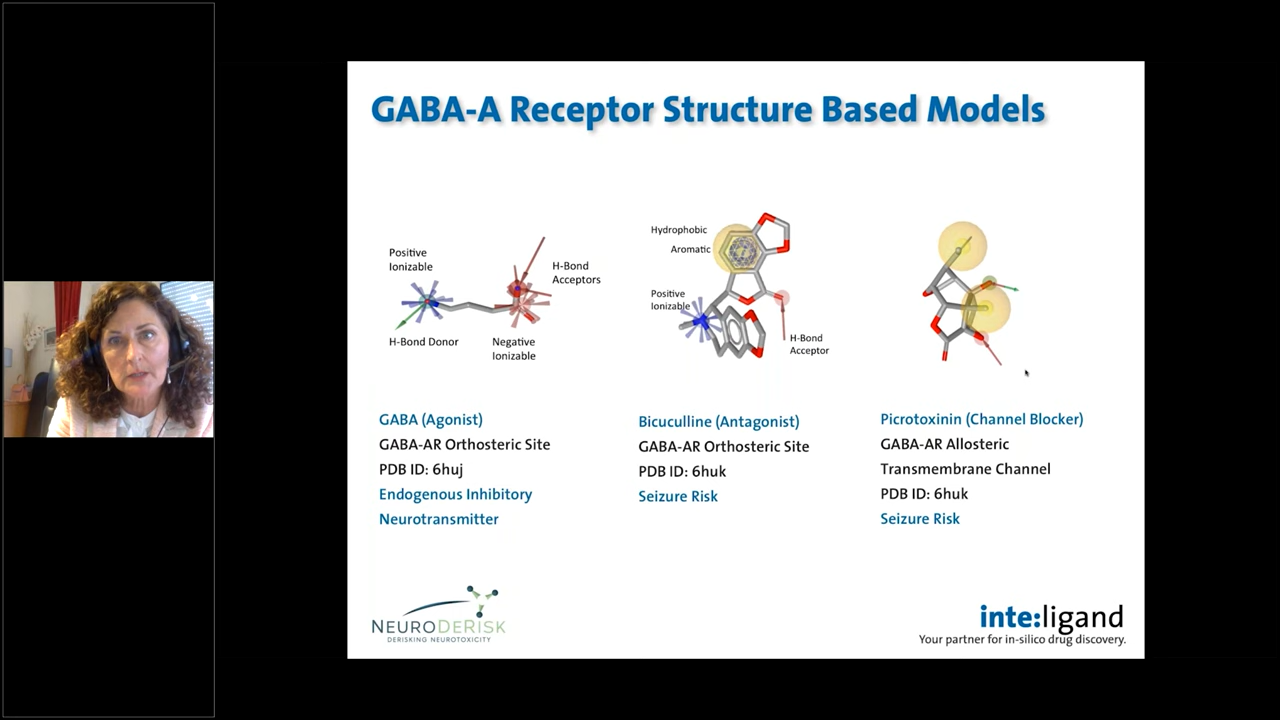 GABA-A Receptor Structure Based Models
Positive
Ionizable
H-Bond
Acceptors
H-Bond Donor
Negative
Ionizable
Hydrophobic
Aromatic
Positive
Ionizable
H-Bond
Acceptor
GABA (Agonist)
GABA-AR Orthosteric Site
PDB ID: 6huj
Endogenous Inhibitory
Neurotransmitter
Bicuculline (Antagonist)
GABA-AR Orthosteric Site
PDB ID: 6huk
Seizure Risk
Picrotoxinin (Channel Blocker)
GABA-AR Allosteric
Transmembrane Channel
PDB ID: 6huk
Seizure Risk
NEURODERISK
DERISKING NEUROTOXICITY
inte:ligand
Your partner for in-silico drug discovery.